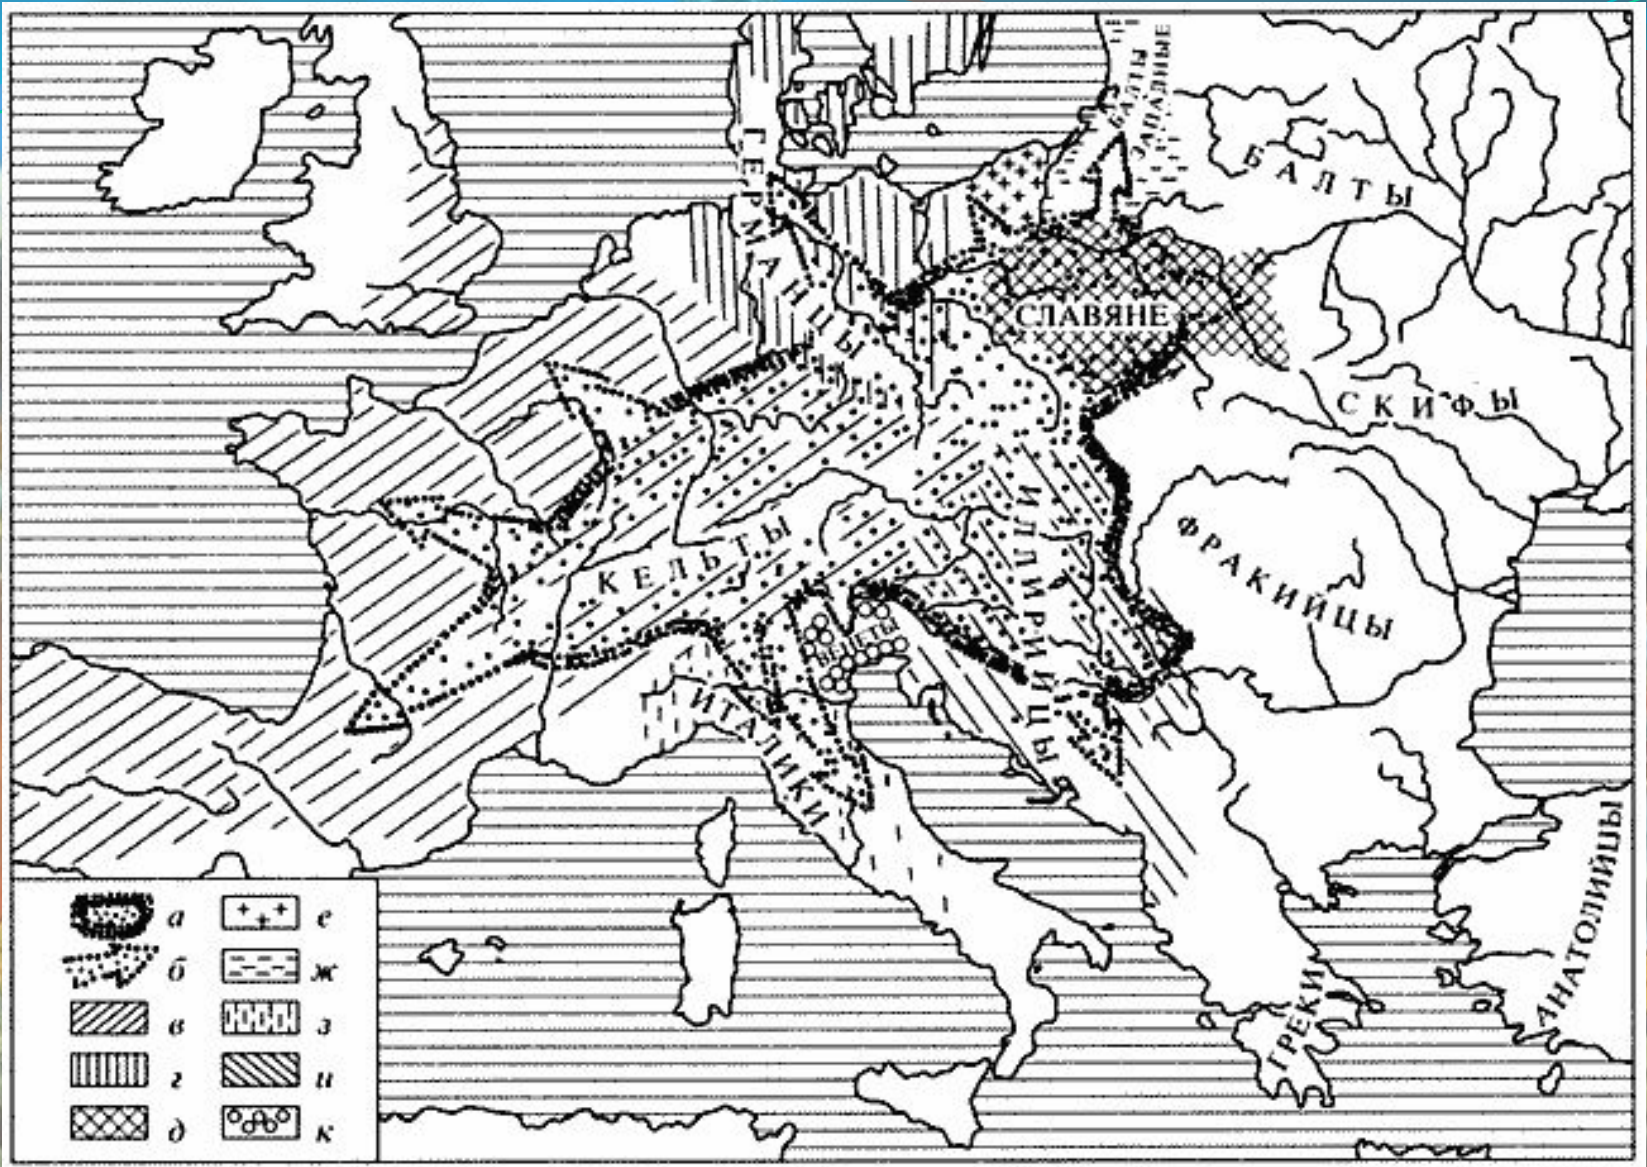 БАЛТЫ
ЗАПАДНЫЕ
БАЛТЫ
ГЕРМАНЦЫ
СЛАВЯНЕ
СКИФЫ
КЕЛЬТЫ
ИЛЛИРИЙЦЫ
ФРАКИЙЦЫ
ВЕНЕТЫ
ИТАЛИКИ
ГРЕКИ
АНАТОЛИЙЦЫ
а
б
в
г
д
е
ж
з
и
к